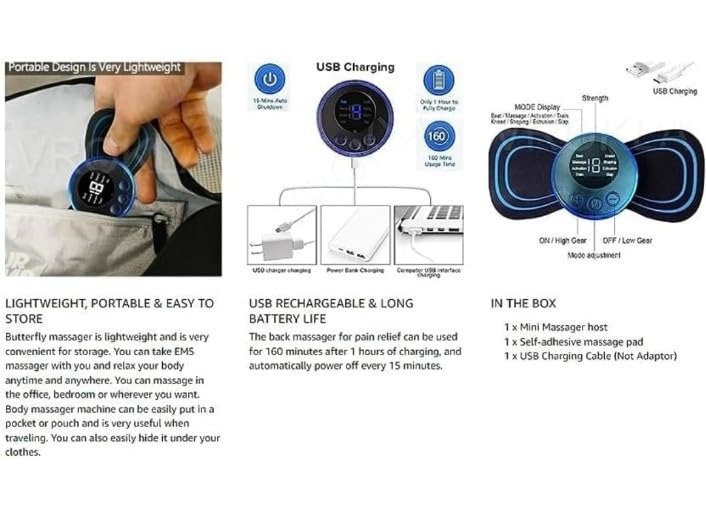 Portable Design Is Very Lightweight
LIGHTWEIGHT, PORTABLE & EASY TO
STORE
Butterfly massager is lightweight and is very
convenient for storage. You can take EMS
massager with you and relax your body
anytime and anywhere. You can massage in
the office, bedroom or wherever you want.
Body massager machine can be easily put in a
pocket or pouch and is very useful when
traveling. You can also easily hide it under your
clothes.
USB Charging
15 Mins Auto
Shutdown
Only 1 Hour to
Fully Charge
160
160 Mins
Usage Time
18
USB charger charging
Power Bank Charging
Computer USB interface
charging
USB RECHARGEABLE & LONG
BATTERY LIFE
The back massager for pain relief can be used
for 160 minutes after 1 hours of charging, and
automatically power off every 15 minutes.
USB Charging
Strength
MODE Display
18
ON / High Gear
OFF / Low Gear
Mode adjustment
IN THE BOX
1 x Mini Massager host
1 x Self-adhesive massage pad
1 x USB Charging Cable (Not Adaptor)